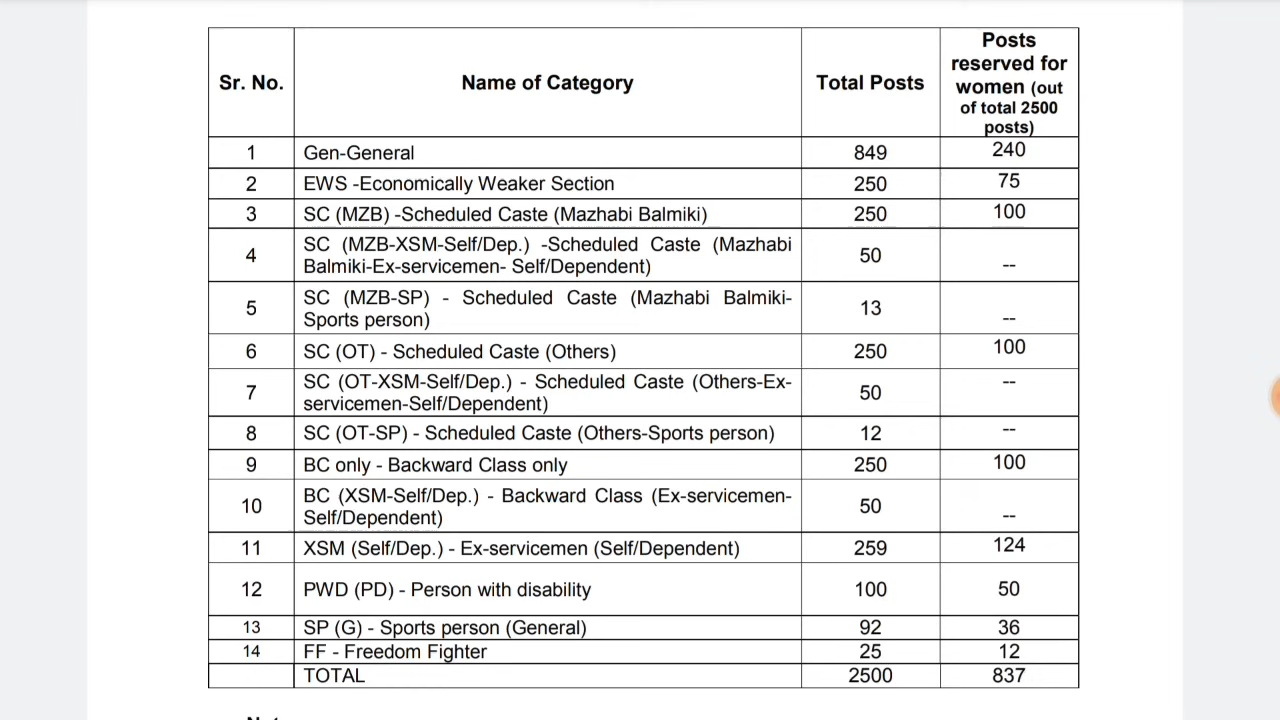 Sr. No. Name of Category Total Posts Posts reserved for women (out of total 2500 posts)
1 Gen-General 849 240
2 EWS -Economically Weaker Section 250 75
3 SC (MZB) -Scheduled Caste (Mazhabi Balmiki) 250 100
4 SC (MZB-XSM-Self/Dep.) -Scheduled Caste (Mazhabi
Balmiki-Ex-servicemen- Self/Dependent) 50 --
5 SC (MZB-SP) - Scheduled Caste (Mazhabi Balmiki-
Sports person) 13 --
6 SC (OT) - Scheduled Caste (Others) 250 100
7 SC (OT-XSM-Self/Dep.) - Scheduled Caste (Others-Ex-
servicemen-Self/Dependent) 50 --
8 SC (OT-SP) - Scheduled Caste (Others-Sports person) 12 --
9 BC only - Backward Class only 250 100
10 BC (XSM-Self/Dep.) - Backward Class (Ex-servicemen-
Self/Dependent) 50 --
11 XSM (Self/Dep.) - Ex-servicemen (Self/Dependent) 259 124
12 PWD (PD) - Person with disability 100 50
13 SP (G) - Sports person (General) 92 36
14 FF - Freedom Fighter 25 12
TOTAL 2500 837